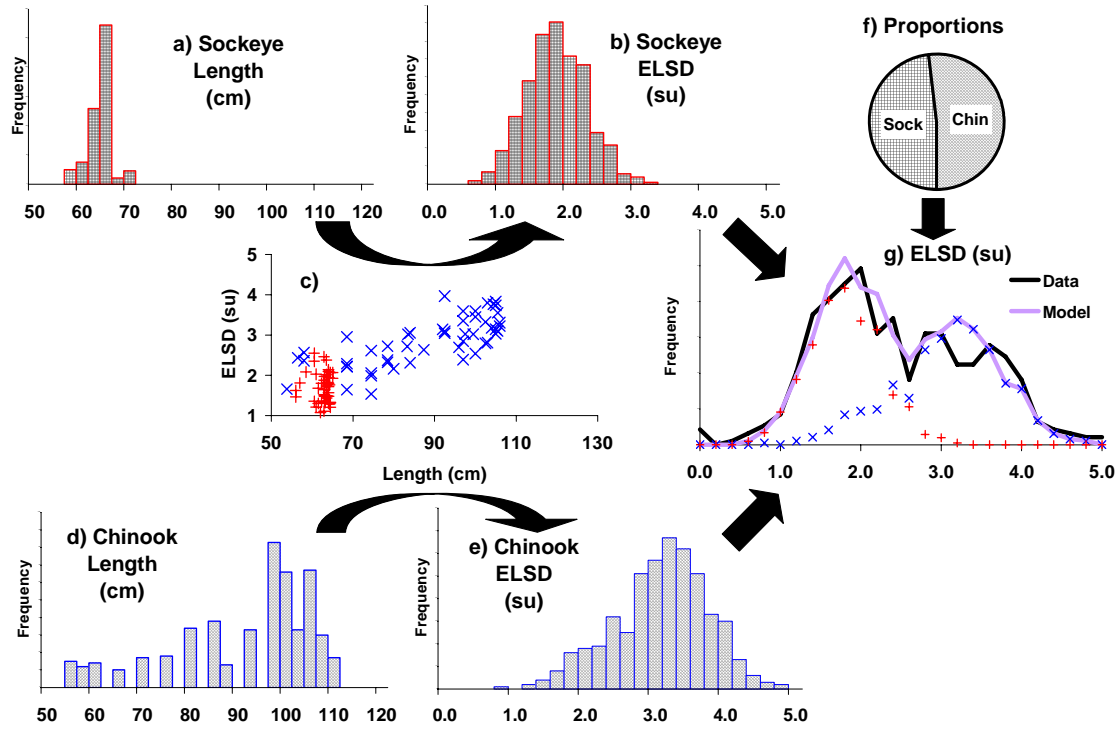 a) Sockeye
Length
(cm)
Frequency
50 60 70 80 90 100 110 120
b) Sockeye
ELSD
(su)
Frequency
0.0 1.0 2.0 3.0 4.0 5.0
f) Proportions
Sock
Chin
c)
ELSD (su)
5
4
3
2
1
50 70 90 110 130
Length (cm)
g) ELSD (su)
Data
Model
Frequency
0.0 1.0 2.0 3.0 4.0 5.0
d) Chinook
Length
(cm)
Frequency
50 60 70 80 90 100 110 120
e) Chinook
ELSD
(su)
Frequency
0.0 1.0 2.0 3.0 4.0 5.0